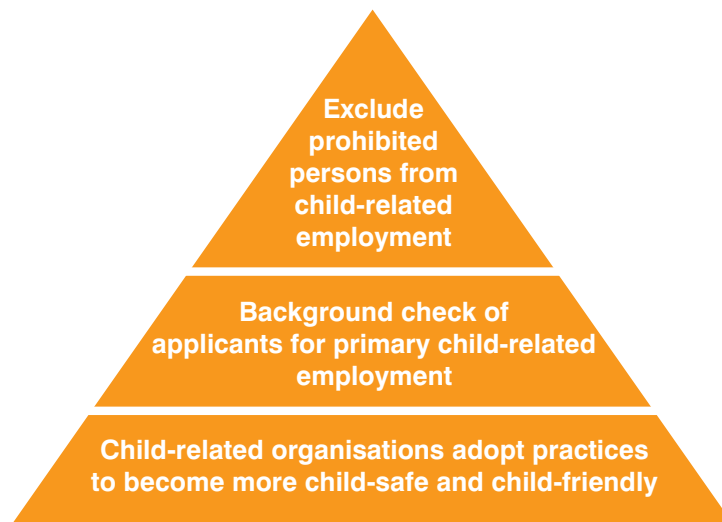 Exclude
prohibited
persons from
child-related
employment
Background check of
applicants for primary child-related
employment
Child-related organisations adopt practices
to become more child-safe and child-friendly